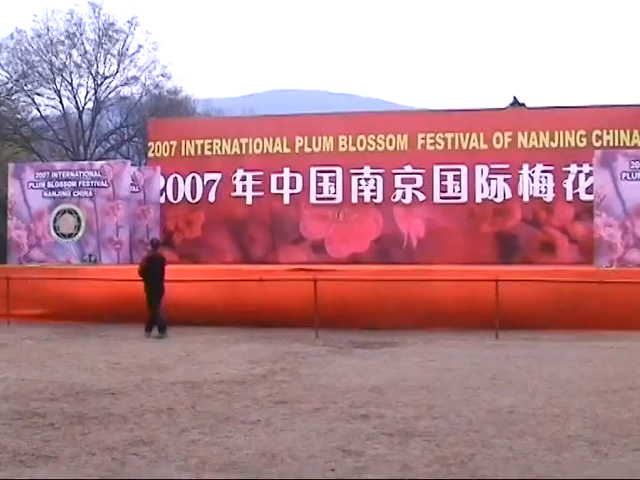 2007 INTERNATIONAL PLUM BLOSSOM FESTIVAL OF NANJING CHINA
2007年中国南京国际梅花
2007 INTERNATIONAL
PLUM BLOSSOM FESTIVAL
NANJING CHINA